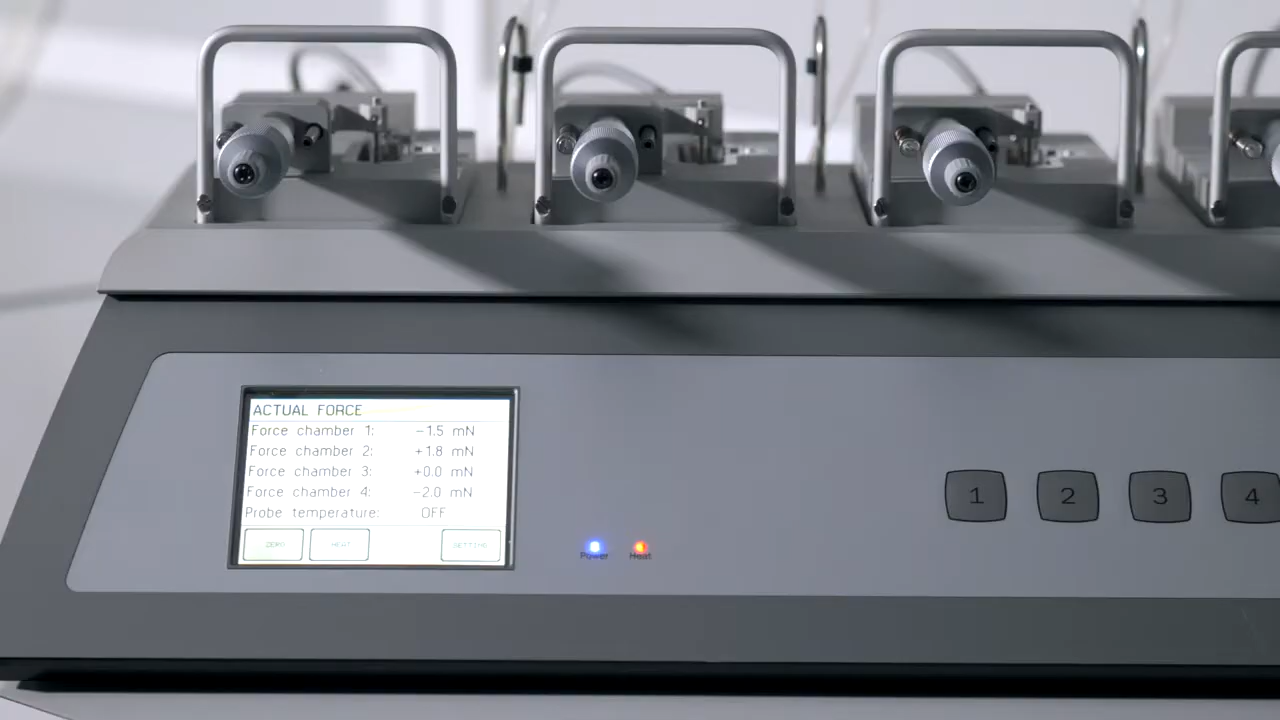 ACTUAL FORCE
Force chamber 1: -1.5 mN
Force chamber 2: +1.8 mN
Force chamber 3: +0.0 mN
Force chamber 4: -2.0 mN
Probe temperature: OFF
ZERO HEAT SETTING
Power Heat
1 2 3 4